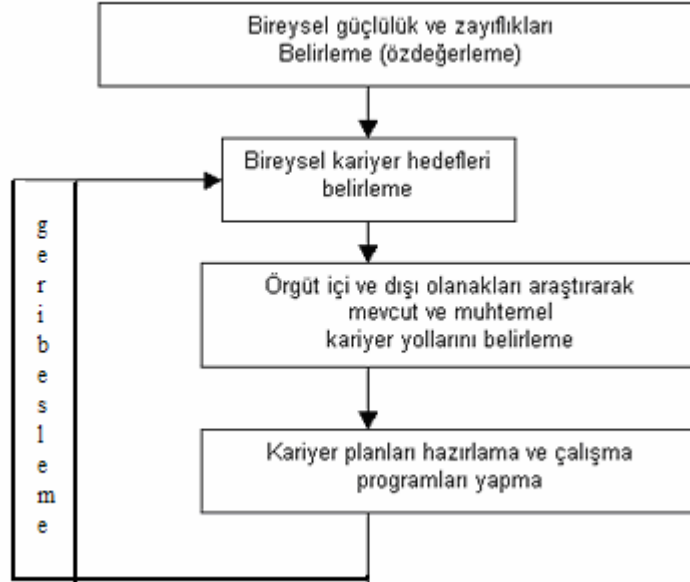 Bireysel güçlülük ve zayıflıkları
Belirleme (özdeğerleme)
Bireysel kariyer hedefleri
belirleme
geribesleme
Örgüt içi ve dışı olanakları araştırarak
mevcut ve muhtemel
kariyer yollarını belirleme
Kariyer planları hazırlama ve çalışma
programları yapma